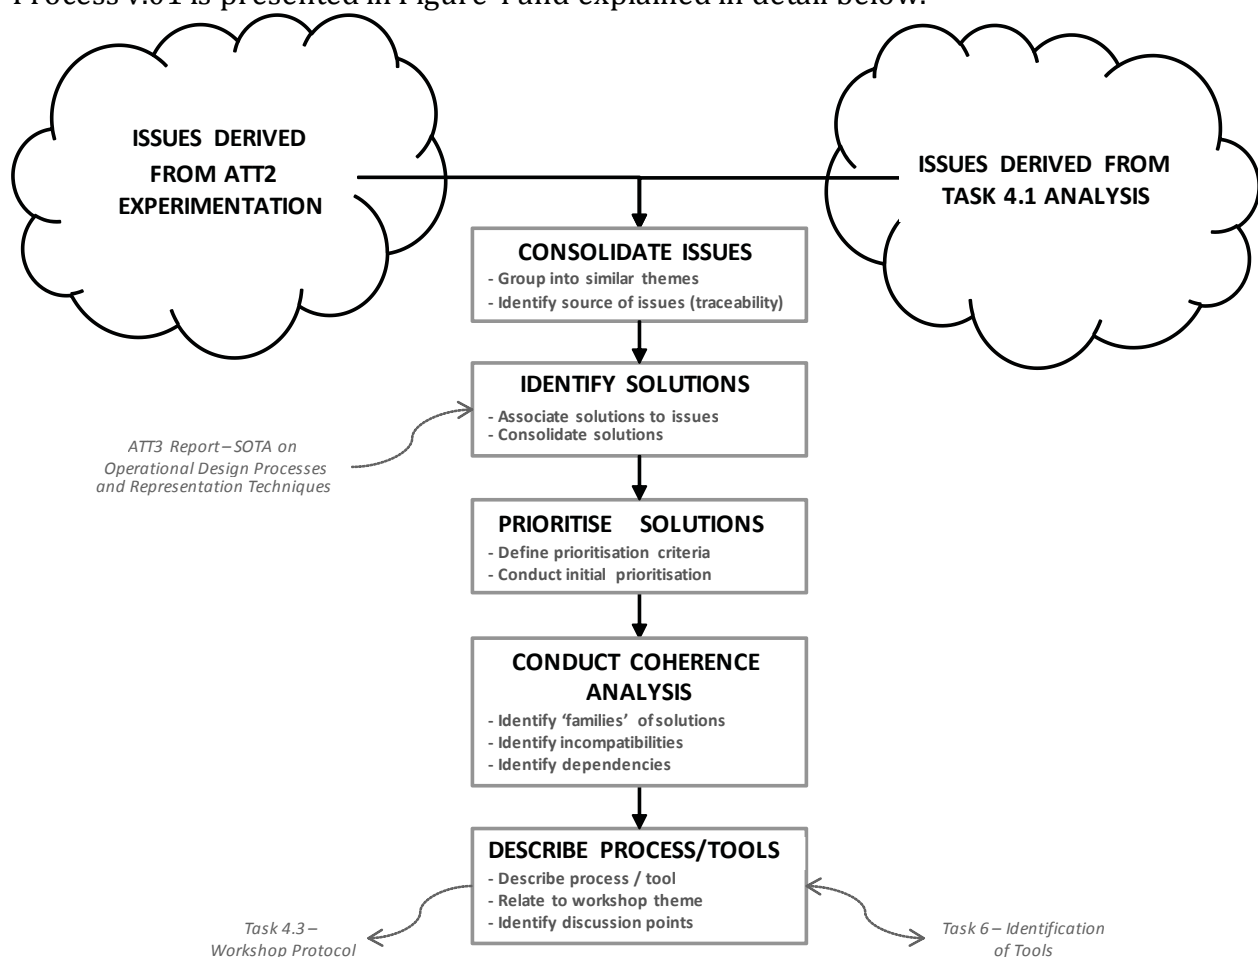 Process v.01 is presented in Figure 4 and explained in detail below.
ISSUES DERIVED
FROM ATT2
EXPERIMENTATION
ISSUES DERIVED FROM
TASK 4.1 ANALYSIS
CONSOLIDATE ISSUES
- Group into similar themes
- Identify source of issues (traceability)
IDENTIFY SOLUTIONS
- Associate solutions to issues
- Consolidate solutions
ATT3 Report – SOTA on
Operational Design Processes
and Representation Techniques
PRIORITISE SOLUTIONS
- Define prioritisation criteria
- Conduct initial prioritisation
CONDUCT COHERENCE
ANALYSIS
- Identify ‘families’ of solutions
- Identify incompatibilities
- Identify dependencies
DESCRIBE PROCESS/TOOLS
- Describe process / tool
- Relate to workshop theme
- Identify discussion points
Task 4.3 –
Workshop Protocol
Task 6 – Identification
of Tools